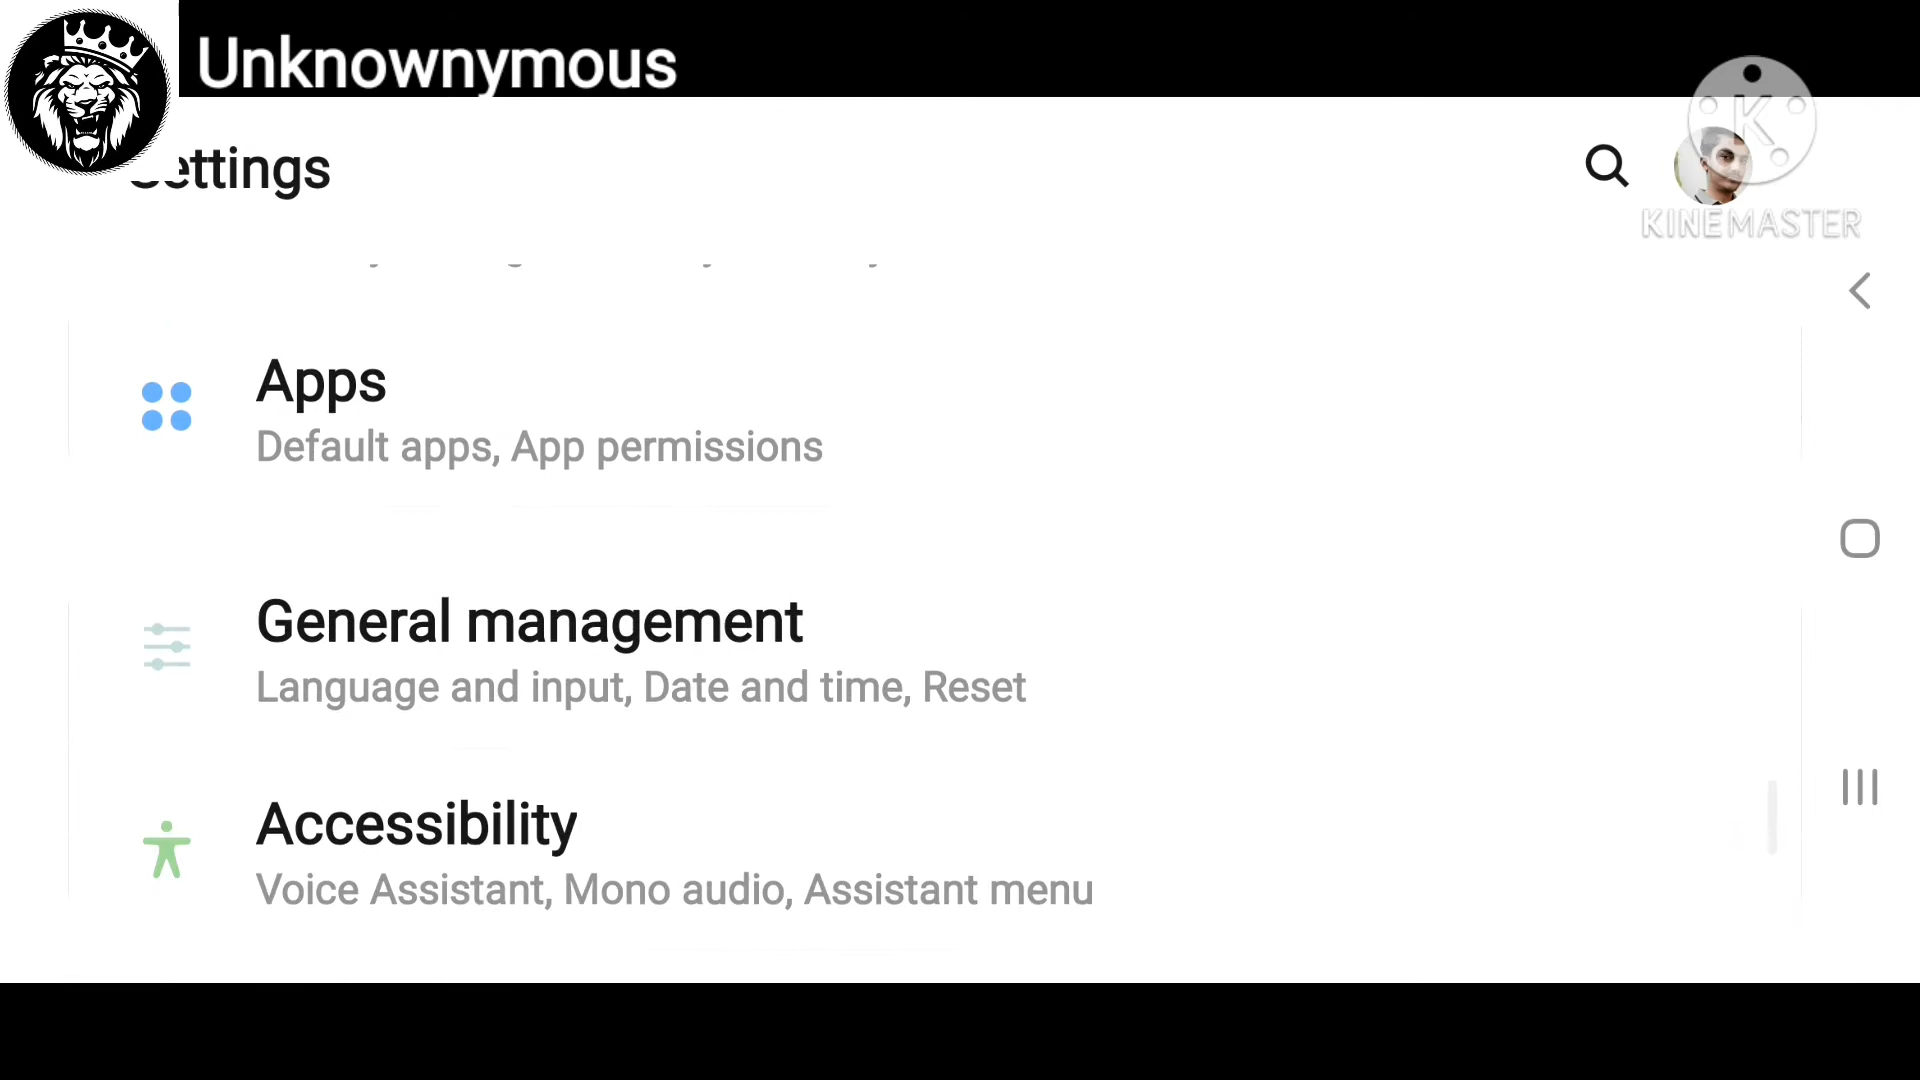 Unknownymous
Settings
K
KINEMASTER
Apps
Default apps, App permissions
General management
Language and input, Date and time, Reset
Accessibility
Voice Assistant, Mono audio, Assistant menu